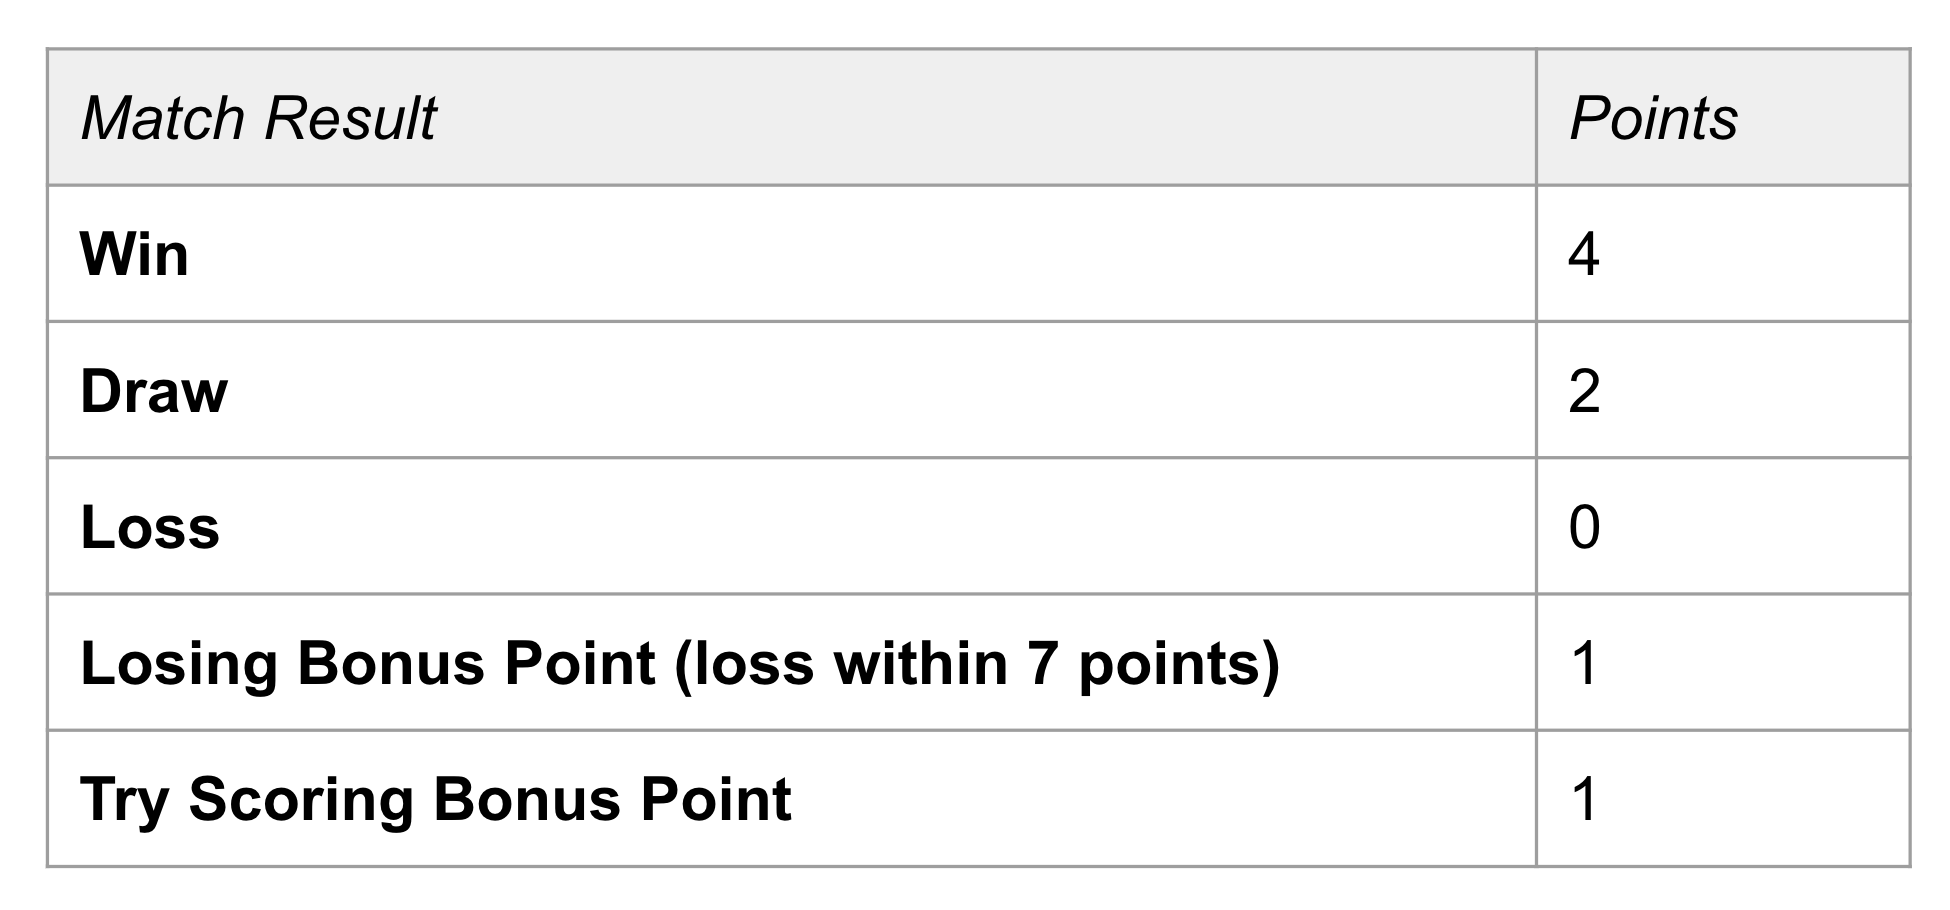 Match Result Points
Win 4
Draw 2
Loss 0
Losing Bonus Point (loss within 7 points) 1
Try Scoring Bonus Point 1